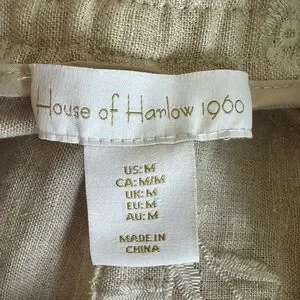 House of Harlow 1960
US: M
CA: M/M
UK: M
EU: M
AU: M
MADE IN
CHINA